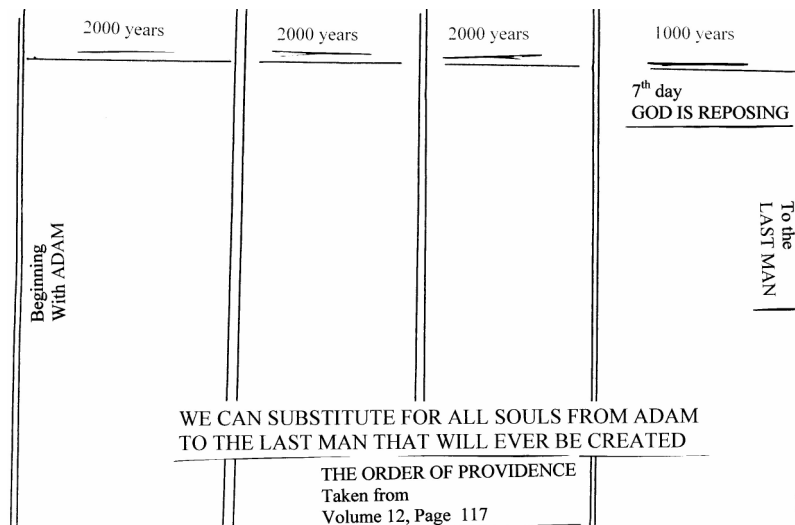 2000 years
2000 years
2000 years
1000 years
7th day
GOD IS REPOSING
Beginning
With ADAM
To the
LAST MAN
WE CAN SUBSTITUTE FOR ALL SOULS FROM ADAM
TO THE LAST MAN THAT WILL EVER BE CREATED
THE ORDER OF PROVIDENCE
Taken from
Volume 12, Page 117